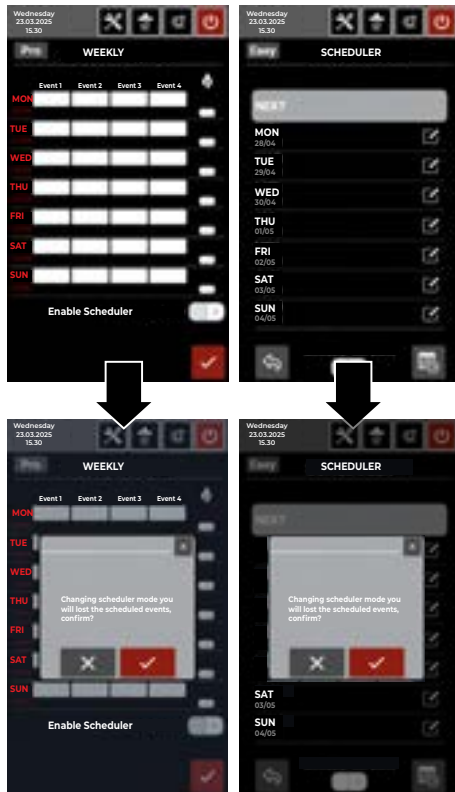 Wednesday
23.03.2025
15.30
Pro
WEEKLY
Event 1 Event 2 Event 3 Event 4
MON
TUE
WED
THU
FRI
SAT
SUN
Enable Scheduler
Wednesday
23.03.2025
15.30
Easy
SCHEDULER
NEXT
MON
28/04
TUE
29/04
WED
30/04
THU
01/05
FRI
02/05
SAT
03/05
SUN
04/05
Wednesday
23.03.2025
15.30
Pro
WEEKLY
Event 1 Event 2 Event 3 Event 4
MON
TUE
WED
THU
FRI
SAT
SUN
Changing scheduler mode you
will lost the scheduled events,
confirm?
Enable Scheduler
Wednesday
23.03.2025
15.30
Easy
SCHEDULER
NEXT
Changing scheduler mode you
will lost the scheduled events,
confirm?
SAT
03/05
SUN
04/05